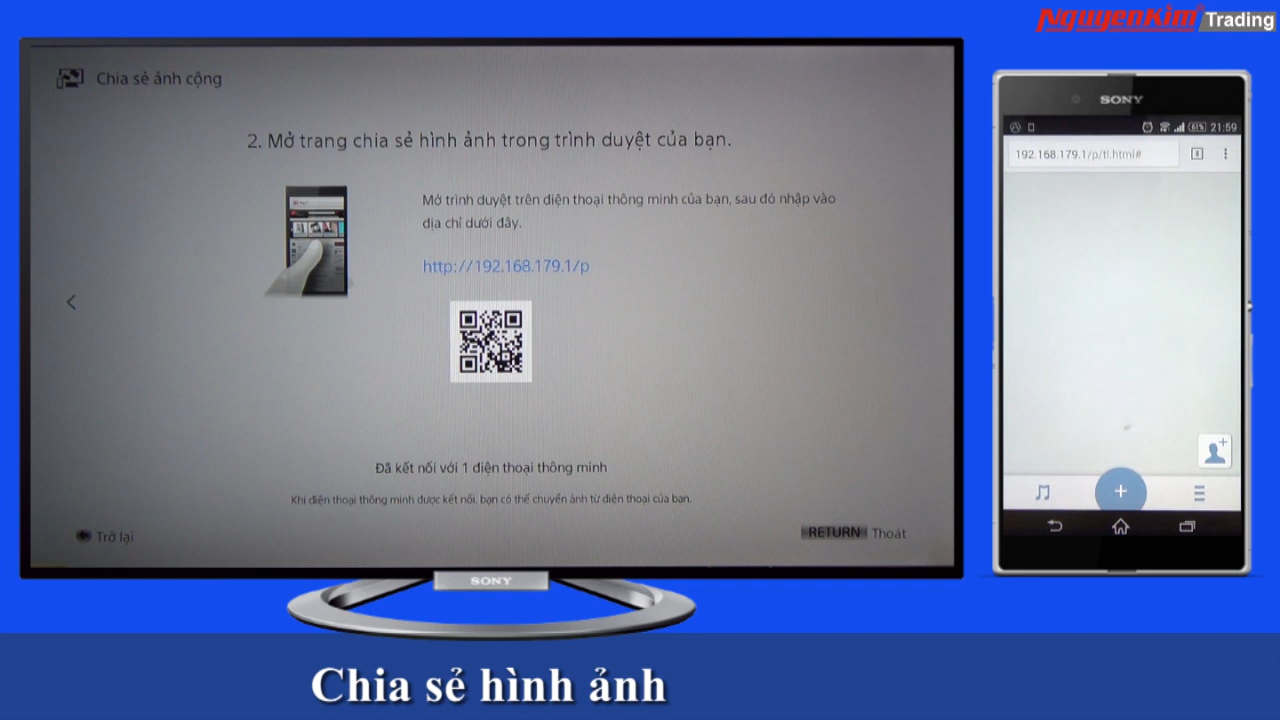 NguyenKim Trading
Chia sẻ ảnh cộng
2. Mở trang chia sẻ hình ảnh trong trình duyệt của bạn.
Mở trình duyệt trên điện thoại thông minh của bạn, sau đó nhập vào
địa chỉ dưới đây.
http://192.168.179.1/p
Đã kết nối với 1 điện thoại thông minh
Khi điện thoại thông minh được kết nối, bạn có thể chuyển ảnh từ điện thoại của bạn.
Trở lại
RETURN Thoát
SONY
SONY
61% 21:59
192.168.179.1/p/tl.html#
Chia sẻ hình ảnh